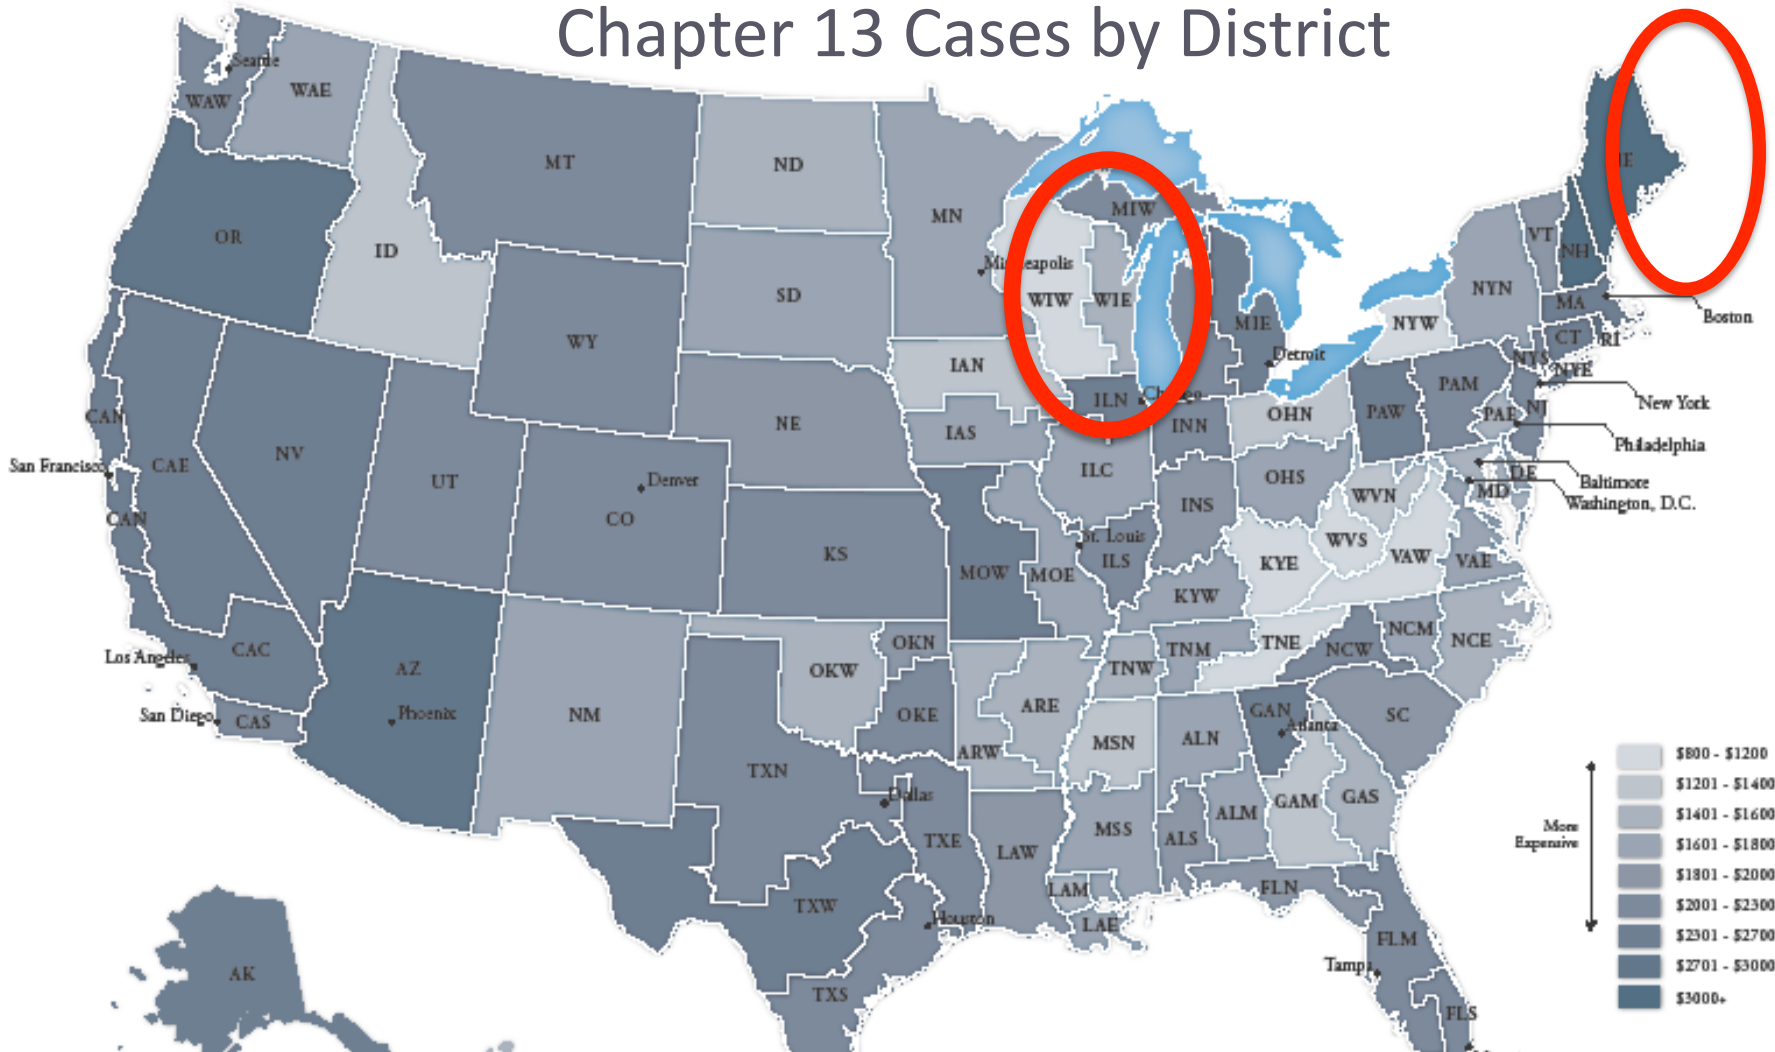 Chapter 13 Cases by District
Seattle
WAE
WAW
MT
ND
MN
OR
ID
SD
WY
Minneapolis
MIW
WIW
WIE
MIE
Detroit
VT
NH
NYN
MA
Boston
NYW
CT
RI
NYS
NYE
New York
IAN
IAS
NE
ILN
INN
OHN
PAW
PAM
PAE
NJ
Philadelphia
CAN
San Francisco
CAE
NV
UT
Denver
CO
KS
ILC
INS
OHS
WVN
DE
MD
Baltimore
Washington, D.C.
CAN
MOW
MOE
St. Louis
ILS
KYE
WVS
VAW
VAE
KYW
Los Angeles
CAC
AZ
Phoenix
San Diego
CAS
NM
OKN
OKW
OKE
ARW
ARE
TNW
TNM
TNE
NCW
NCM
NCE
MSN
ALN
GAN
Atlanta
SC
TXN
Dallas
TXE
LAW
MSS
ALS
ALM
GAM
GAS
TXW
Houston
LAM
LAE
FLN
FLM
Tampa
FLS
TXS
AK
More
Expensive
$800 - $1200
$1201 - $1400
$1401 - $1600
$1601 - $1800
$1801 - $2000
$2001 - $2300
$2301 - $2700
$2701 - $3000
$3000+